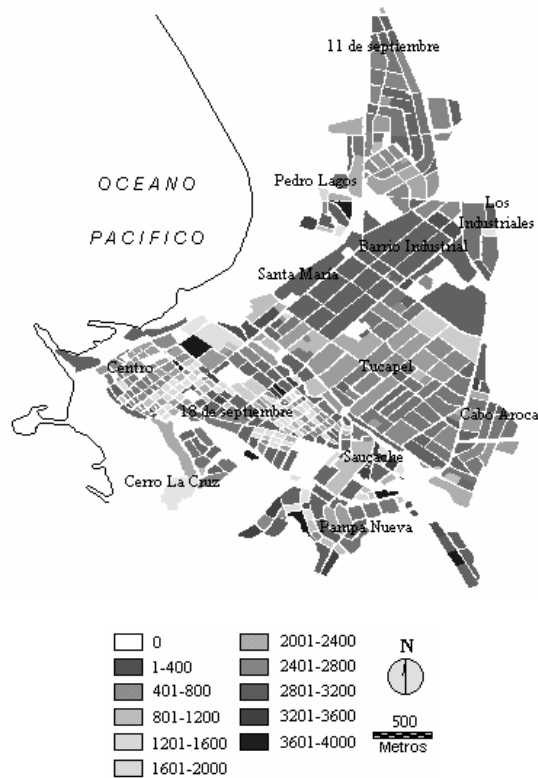 11 de septiembre
OCEANO
PACIFICO
Pedro Lagos
Los
Industriales
Barrio Industrial
Santa Maria
Centro
Tucapel
18 de septiembre
Cabo Aroca
Saucache
Cerro La Cruz
Pampa Nueva
0
1-400
401-800
801-1200
1201-1600
1601-2000
2001-2400
2401-2800
2801-3200
3201-3600
3601-4000
N
500
Metros